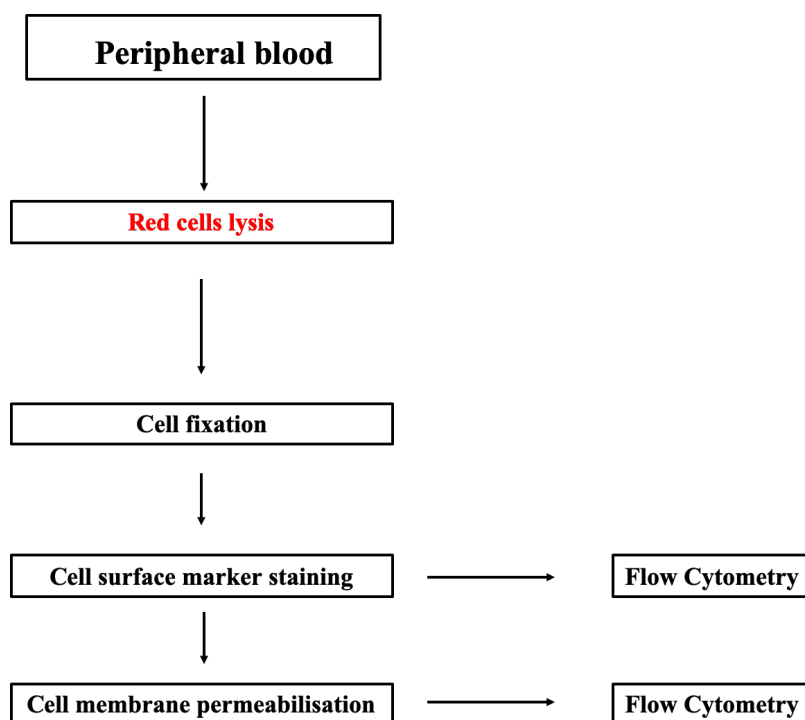 Peripheral blood
Red cells lysis
Cell fixation
Cell surface marker staining
Flow Cytometry
Cell membrane permeabilisation
Flow Cytometry